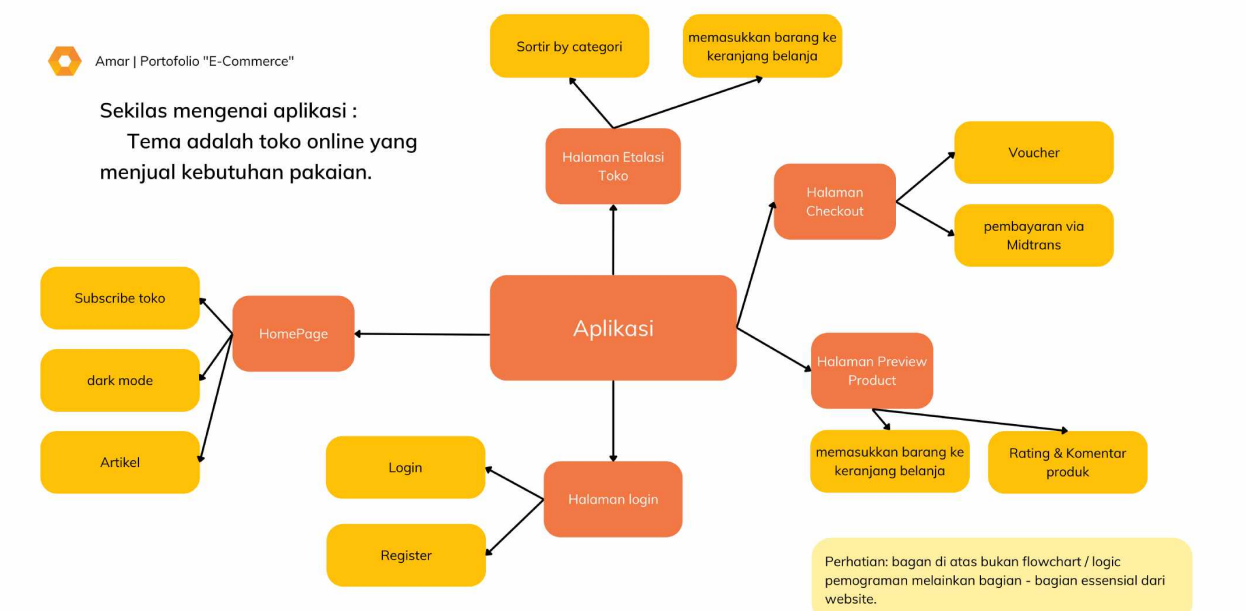 Amar | Portofolio "E-Commerce"
Sekilas mengenai aplikasi :
Tema adalah toko online yang
menjual kebutuhan pakaian.
Sortir by categori
memasukkan barang ke
keranjang belanja
Halaman Etalasi
Toko
Halaman
Checkout
Voucher
pembayaran via
Midtrans
Subscribe toko
HomePage
dark mode
Artikel
Aplikasi
Halaman Preview
Product
memasukkan barang ke
keranjang belanja
Rating & Komentar
produk
Login
Halaman login
Register
Perhatian: bagan di atas bukan flowchart / logic
pemograman melainkan bagian - bagian essensial dari
website.